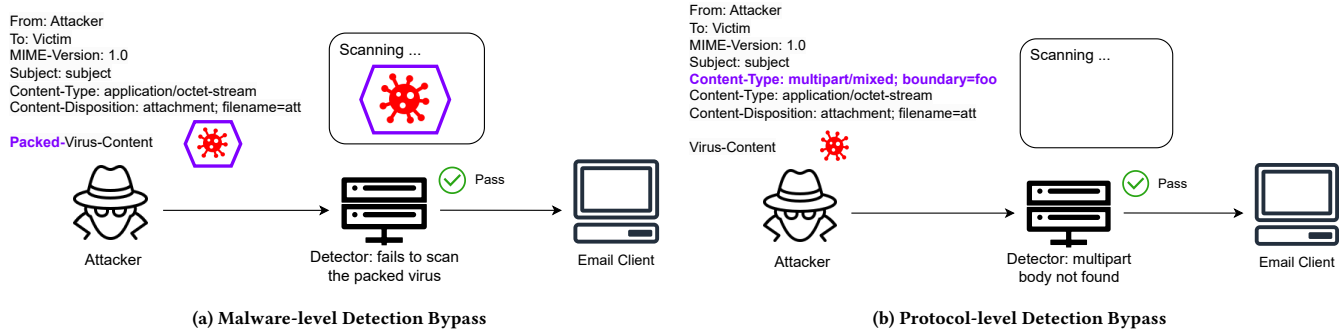 From: Attacker
To: Victim
MIME-Version: 1.0
Subject: subject
Content-Type: application/octet-stream
Content-Disposition: attachment; filename=att
Packed-Virus-Content
Scanning ...
Pass
Attacker
Detector: fails to scan
the packed virus
Email Client
(a) Malware-level Detection Bypass
From: Attacker
To: Victim
MIME-Version: 1.0
Subject: subject
Content-Type: multipart/mixed; boundary=foo
Content-Type: application/octet-stream
Content-Disposition: attachment; filename=att
Virus-Content
Scanning ...
Pass
Attacker
Detector: multipart
body not found
Email Client
(b) Protocol-level Detection Bypass